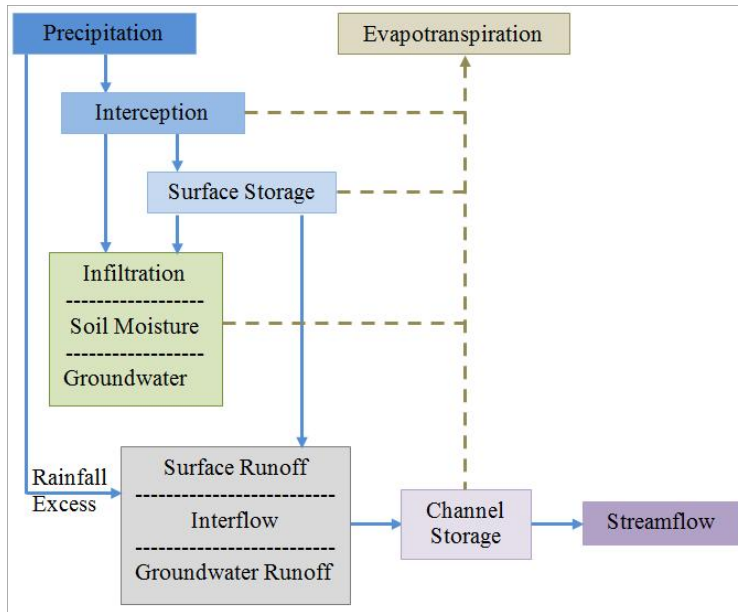 Precipitation
Evapotranspiration
Interception
Surface Storage
Infiltration
Soil Moisture
Groundwater
Rainfall
Excess
Surface Runoff
Interflow
Groundwater Runoff
Channel
Storage
Streamflow